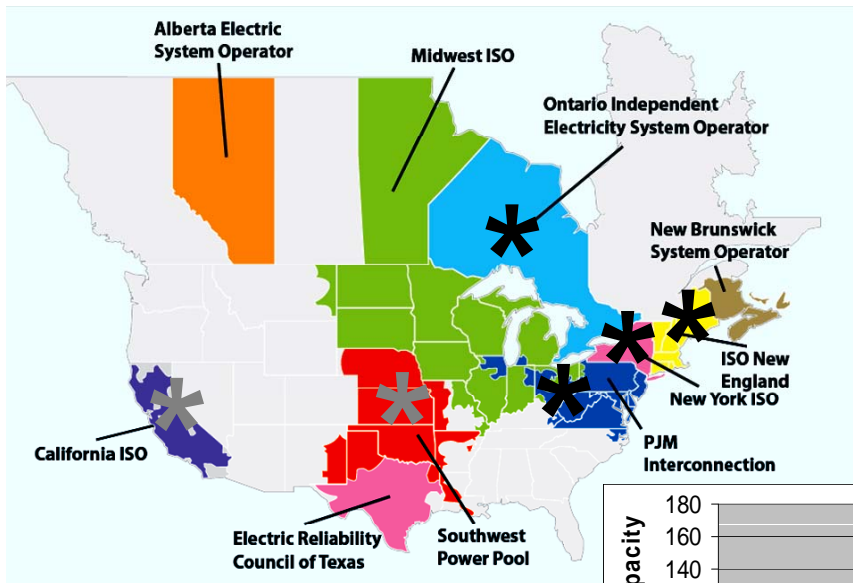 Alberta Electric
System Operator
Midwest ISO
Ontario Independent
Electricity System Operator
New Brunswick
System Operator
ISO New
England
New York ISO
PJM
Interconnection
California ISO
Electric Reliability
Council of Texas
Southwest
Power Pool
180
160
140